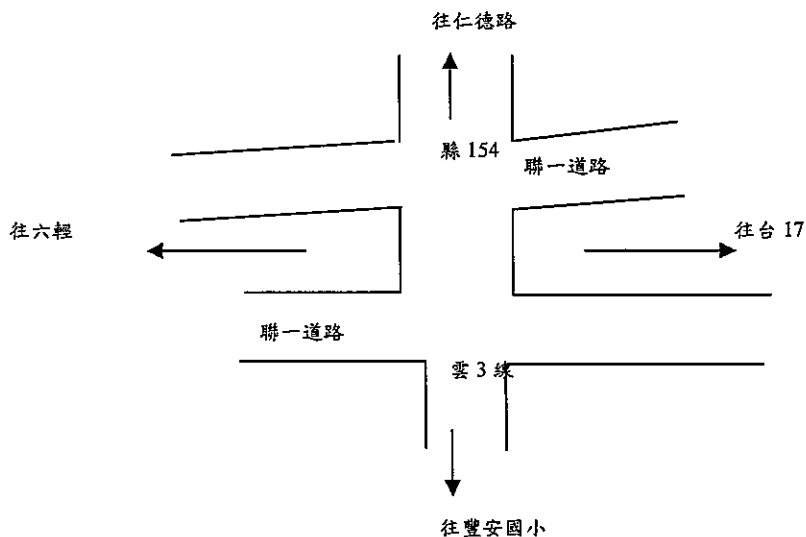 往仁德路
縣 154
聯一道路
往六輕
往台 17
聯一道路
雲 3 線
往豐安國小